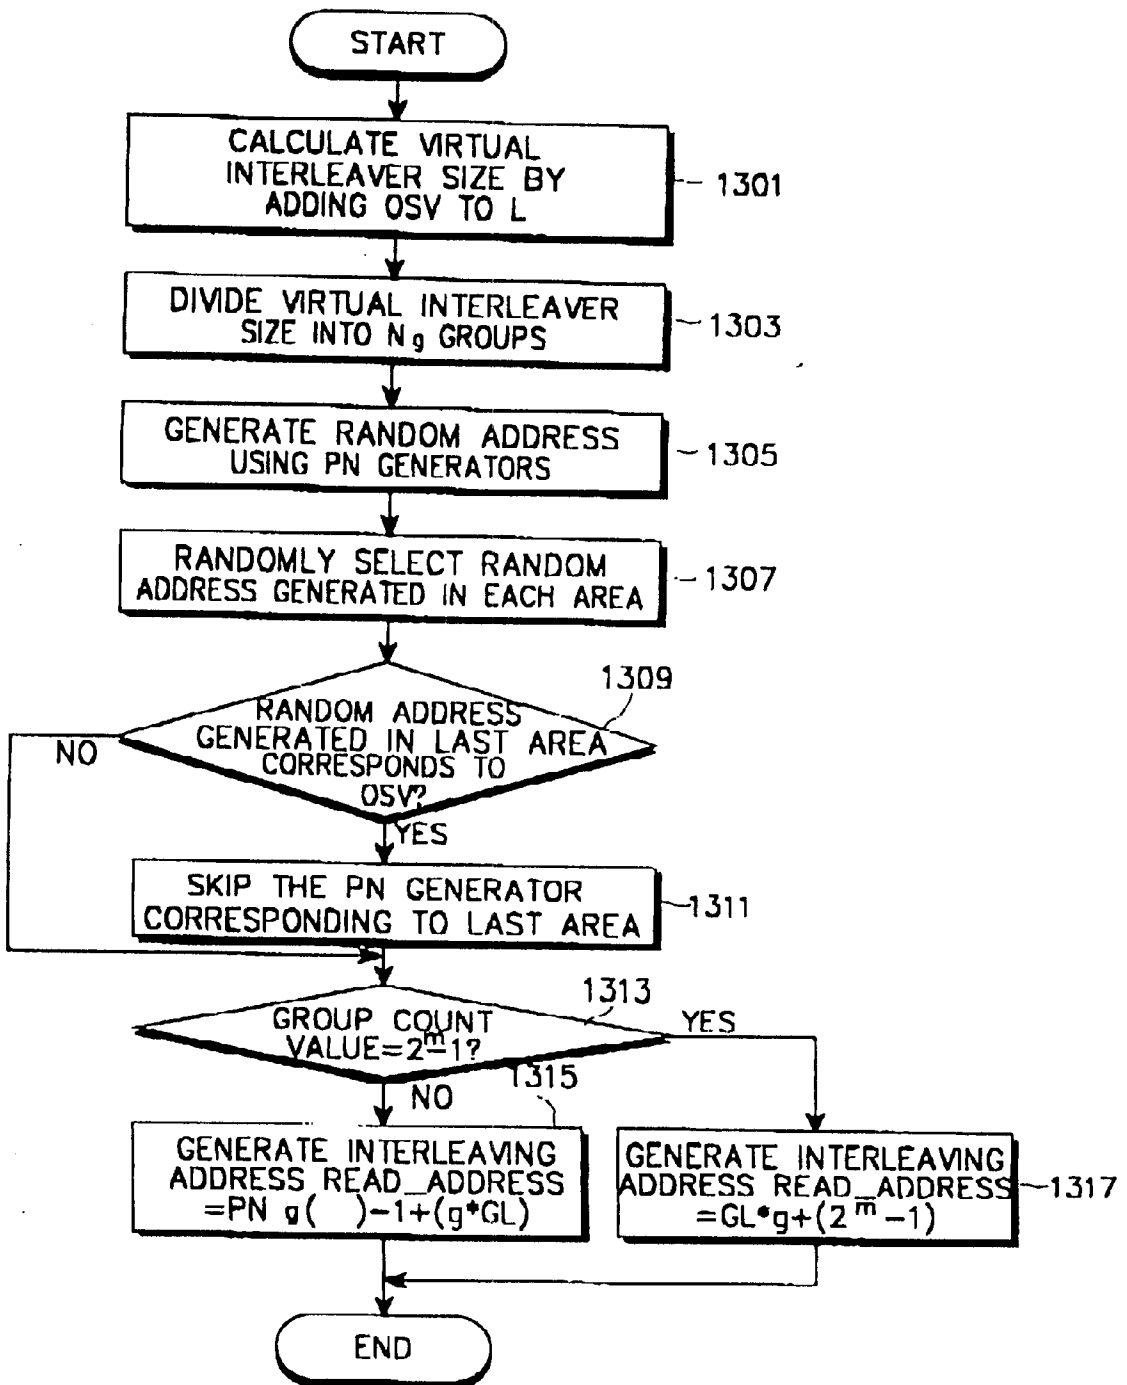 START
CALCULATE VIRTUAL
INTERLEAVER SIZE BY
ADDING OSV TO L
1301
DIVIDE VIRTUAL INTERLEAVER
SIZE INTO Ng GROUPS
1303
GENERATE RANDOM ADDRESS
USING PN GENERATORS
1305
RANDOMLY SELECT RANDOM
ADDRESS GENERATED IN EACH AREA
1307
1309
RANDOM ADDRESS
GENERATED IN LAST AREA
CORRESPONDS TO
OSV?
NO
YES
SKIP THE PN GENERATOR
CORRESPONDING TO LAST AREA
1311
1313
GROUP COUNT
VALUE=2^m-1?
YES
NO
1315
GENERATE INTERLEAVING
ADDRESS READ_ADDRESS
=PN g( )-1+(g*GL)
GENERATE INTERLEAVING
ADDRESS READ_ADDRESS
=GL*g+(2^m-1)
1317
END